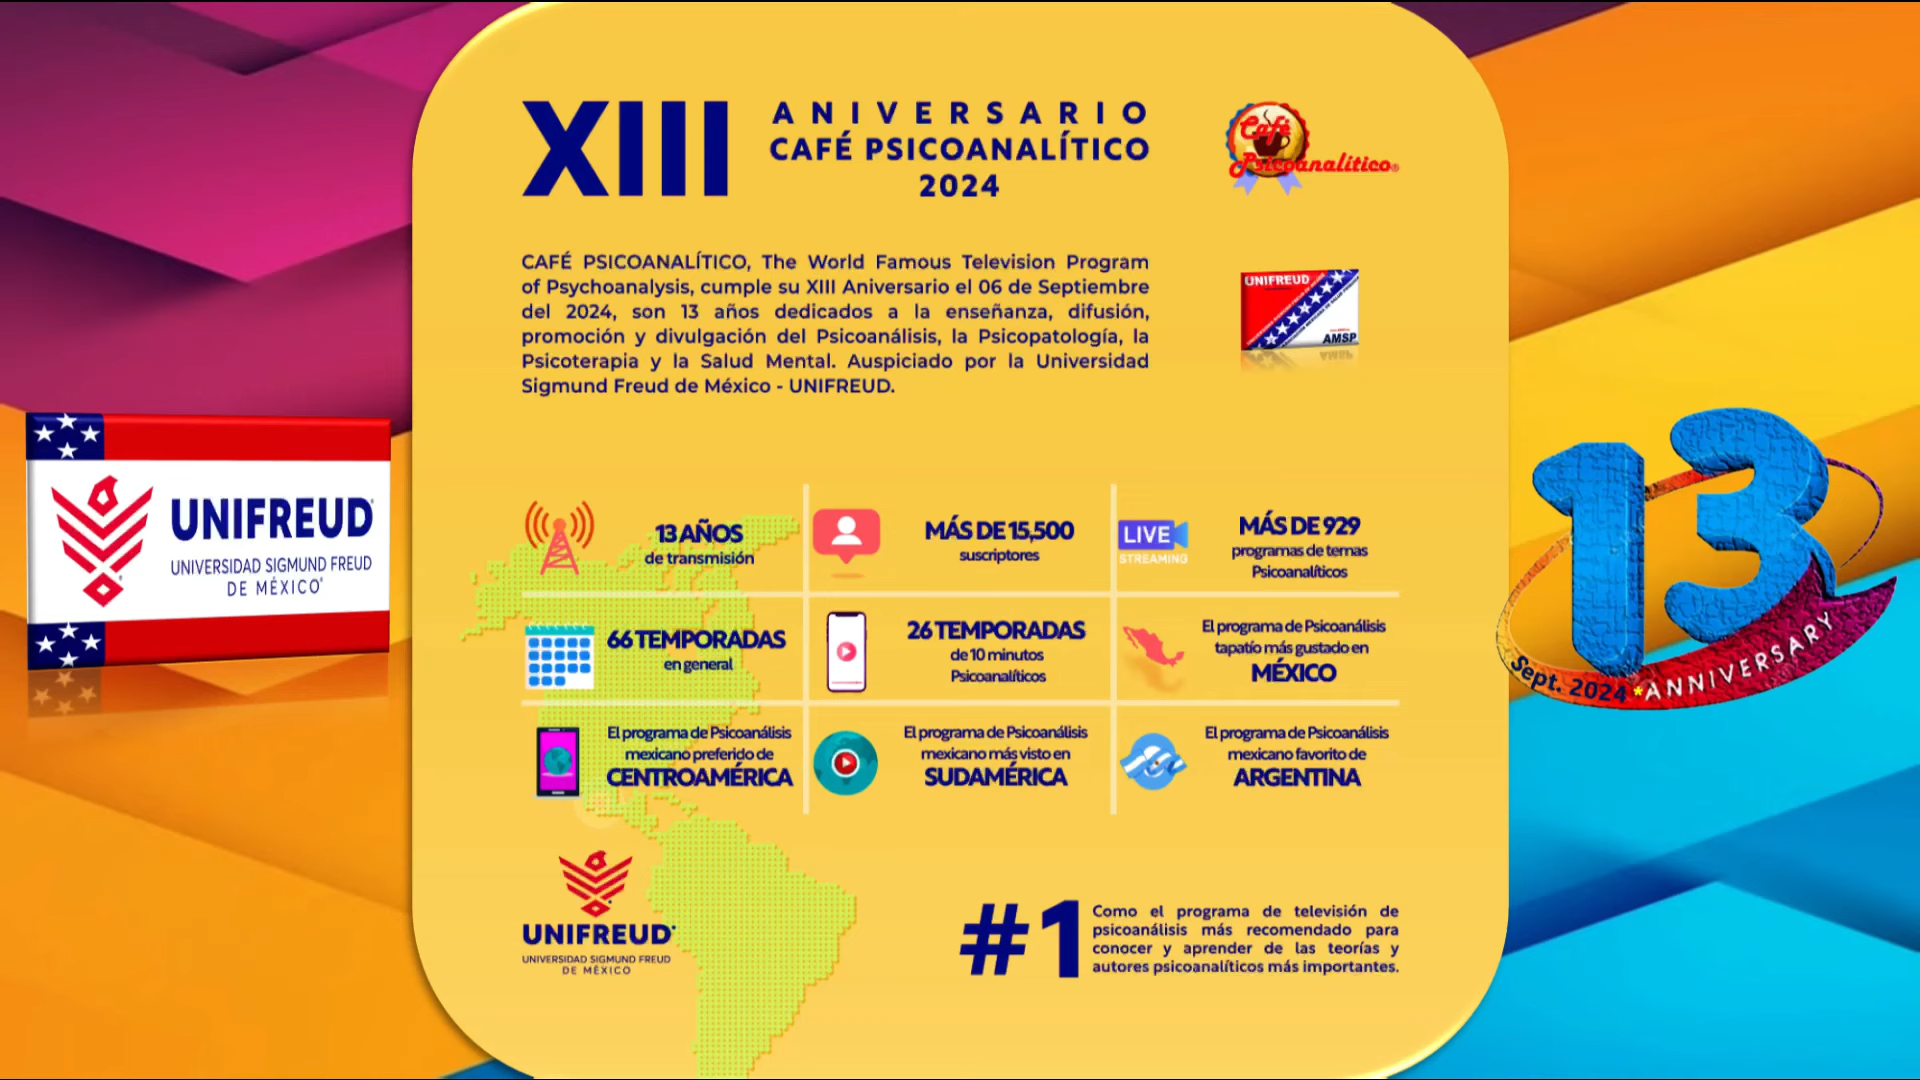 XIII
ANIVERSARIO
CAFÉ PSICOANALÍTICO
2024
Café
Psicoanalítico®
CAFÉ PSICOANALÍTICO, The World Famous Television Program
of Psychoanalysis, cumple su XIII Aniversario el 06 de Septiembre
del 2024, son 13 años dedicados a la enseñanza, difusión,
promoción y divulgación del Psicoanálisis, la Psicopatología, la
Psicoterapia y la Salud Mental. Auspiciado por la Universidad
Sigmund Freud de México - UNIFREUD.
UNIFREUD
AMSP
UNIFREUD
UNIVERSIDAD SIGMUND FREUD
DE MÉXICO
13 AÑOS
de transmisión
MÁS DE 15,500
suscriptores
LIVE
STREAMING
MÁS DE 929
programas de temas
Psicoanalíticos
66 TEMPORADAS
en general
26 TEMPORADAS
de 10 minutos
Psicoanalíticos
El programa de Psicoanálisis
tapatío más gustado en
MÉXICO
El programa de Psicoanálisis
mexicano preferido de
CENTROAMÉRICA
El programa de Psicoanálisis
mexicano más visto en
SUDAMÉRICA
El programa de Psicoanálisis
mexicano favorito de
ARGENTINA
13
Sept. 2024 *ANNIVERSARY
UNIFREUD
UNIVERSIDAD SIGMUND FREUD
DE MÉXICO
#1
Como el programa de televisión de
psicoanálisis más recomendado para
conocer y aprender de las teorías y
autores psicoanalíticos más importantes.